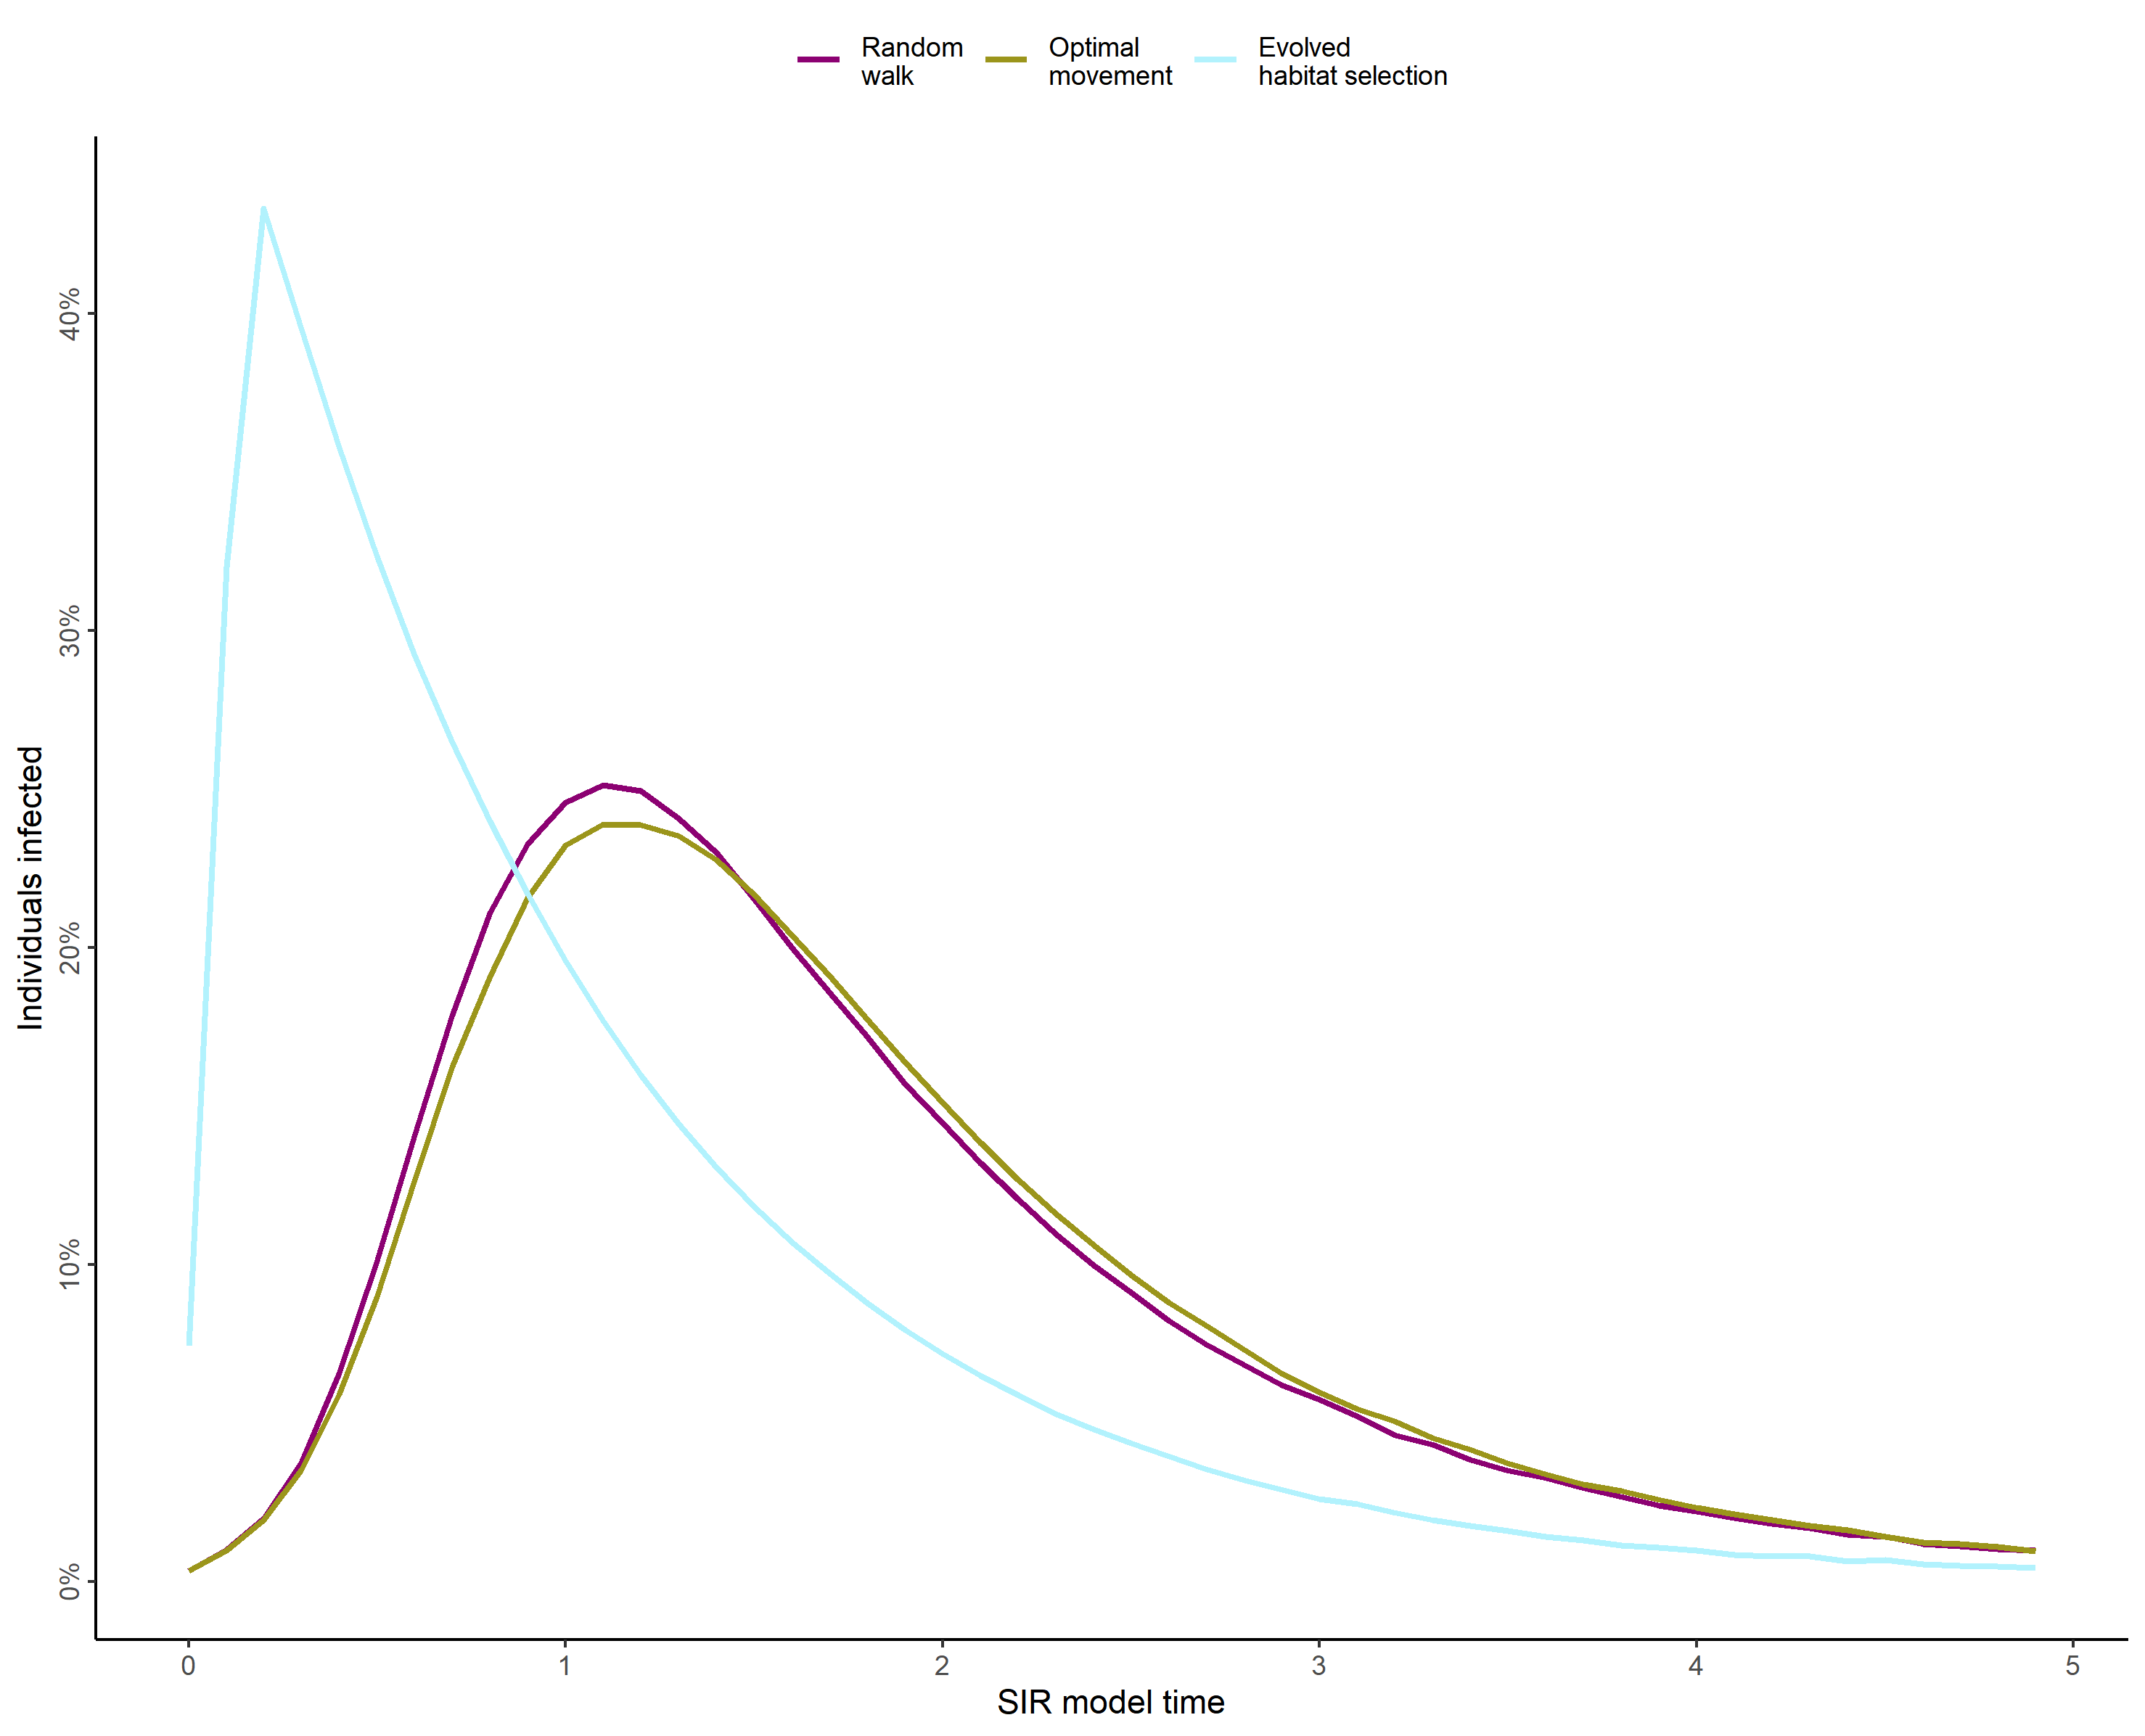 Random
walk
Optimal
movement
Evolved
habitat selection
Individuals infected
40%
30%
20%
10%
0%
0 1 2 3 4 5
SIR model time